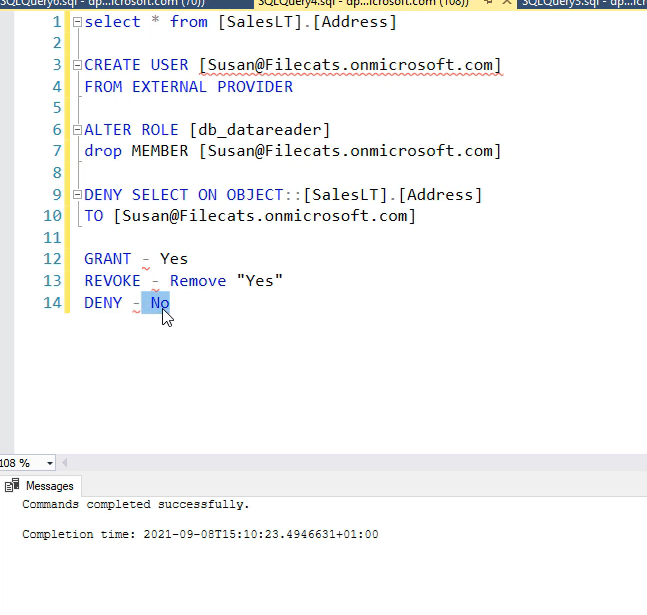 SQLQuery6.sql - dp...icrosoft.com (70))
SQLQuery4.sql - dp...icrosoft.com (108))
SQLQuery5.sql - dp...icr
1 select * from [SalesLT].[Address]
2
3 CREATE USER [Susan@Filecats.onmicrosoft.com]
4 FROM EXTERNAL PROVIDER
5
6 ALTER ROLE [db_datareader]
7 drop MEMBER [Susan@Filecats.onmicrosoft.com]
8
9 DENY SELECT ON OBJECT::[SalesLT].[Address]
10 TO [Susan@Filecats.onmicrosoft.com]
11
12 GRANT - Yes
13 REVOKE - Remove "Yes"
14 DENY - No
108 %
Messages
Commands completed successfully.
Completion time: 2021-09-08T15:10:23.4946631+01:00